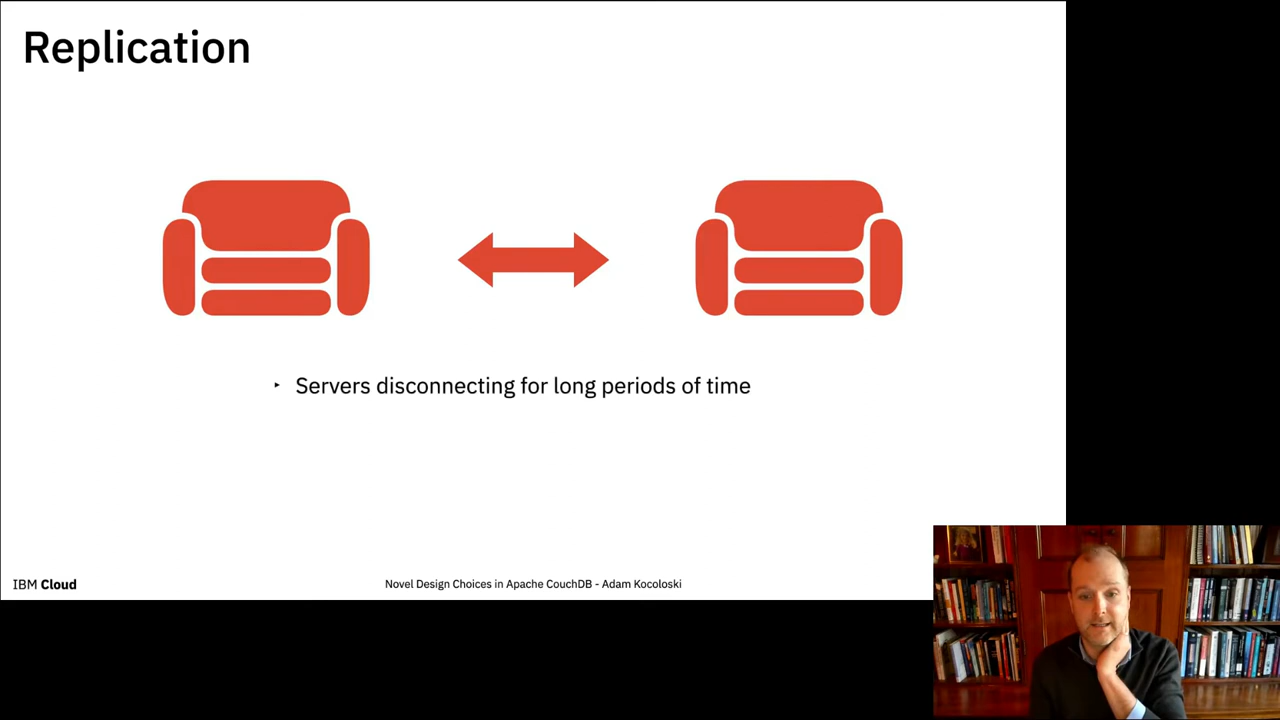 Replication
‣ Servers disconnecting for long periods of time
IBM Cloud
Novel Design Choices in Apache CouchDB - Adam Kocoloski